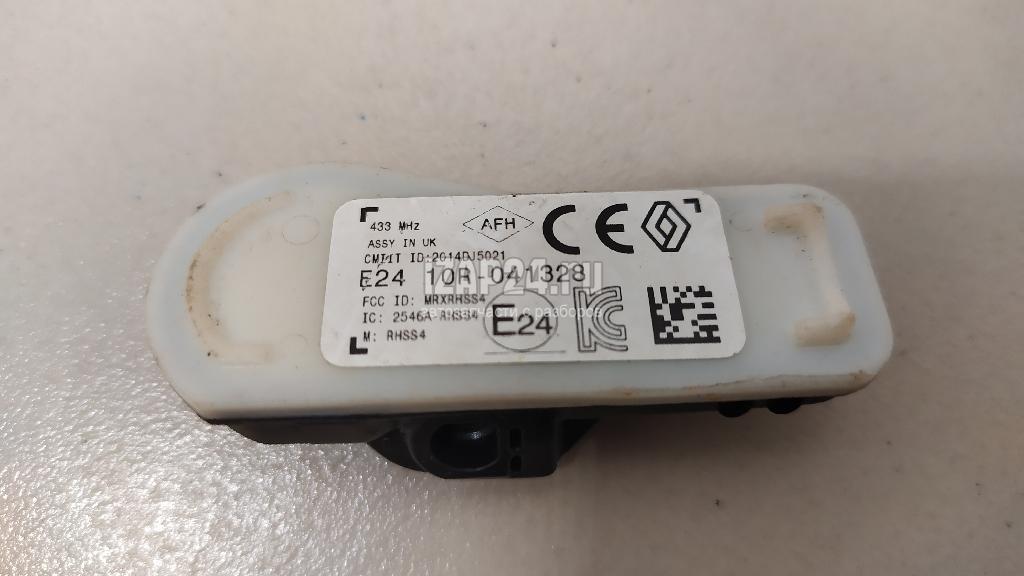 433 MHz
AFH
CE
ASSY IN UK
CMIIT ID:2014DJ5021
E24 10R-041328
FCC ID: MRXRHSS4
IC: 2546A-RHSS4
E24
M: RHSS4